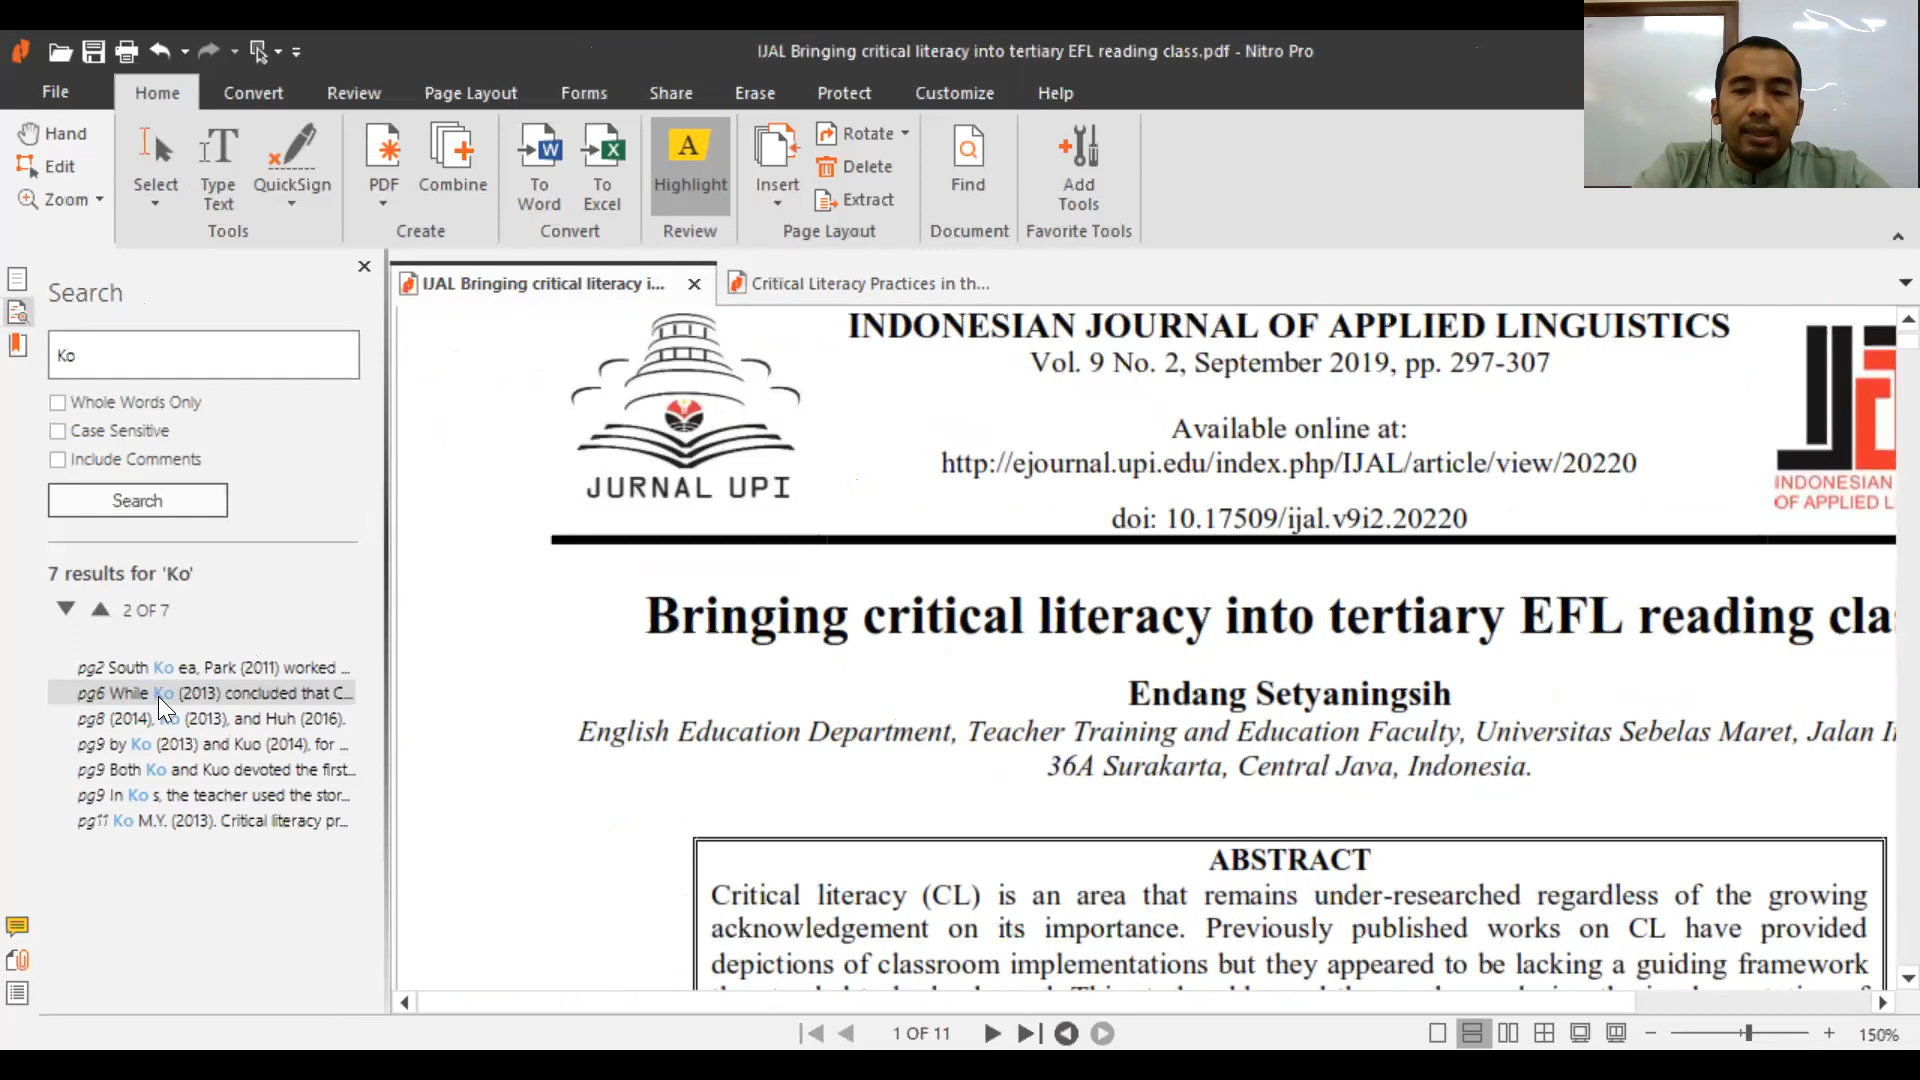 IJAL Bringing critical literacy into tertiary EFL reading class.pdf - Nitro Pro
File
Home
Convert
Review
Page Layout
Forms
Share
Erase
Protect
Customize
Help
Hand
Edit
Zoom
Select
Type
Text
QuickSign
Tools
PDF
Combine
Create
To
Word
To
Excel
Convert
Highlight
Review
Insert
Rotate
Delete
Extract
Page Layout
Find
Document
Add
Tools
Favorite Tools
Search
Ko
Whole Words Only
Case Sensitive
Include Comments
Search
7 results for 'Ko'
2 OF 7
pg2 South Ko ea, Park (2011) worked ...
pg6 While Ko (2013) concluded that C...
pg8 (2014), Ko (2013), and Huh (2016).
pg9 by Ko (2013) and Kuo (2014), for ...
pg9 Both Ko and Kuo devoted the first...
pg9 In Ko s, the teacher used the stor...
pg11 Ko M.Y. (2013). Critical literacy pr...
IJAL Bringing critical literacy i...
Critical Literacy Practices in th...
JURNAL UPI
INDONESIAN JOURNAL OF APPLIED LINGUISTICS
Vol. 9 No. 2, September 2019, pp. 297-307
Available online at:
http://ejournal.upi.edu/index.php/IJAL/article/view/20220
doi: 10.17509/ijal.v9i2.20220
INDONESIAN
OF APPLIED L
Bringing critical literacy into tertiary EFL reading cla
Endang Setyaningsih
English Education Department, Teacher Training and Education Faculty, Universitas Sebelas Maret, Jalan
36A Surakarta, Central Java, Indonesia.
ABSTRACT
Critical literacy (CL) is an area that remains under-researched regardless of the growing
acknowledgement on its importance. Previously published works on CL have provided
depictions of classroom implementations but they appeared to be lacking a guiding framework
1 OF 11
150%